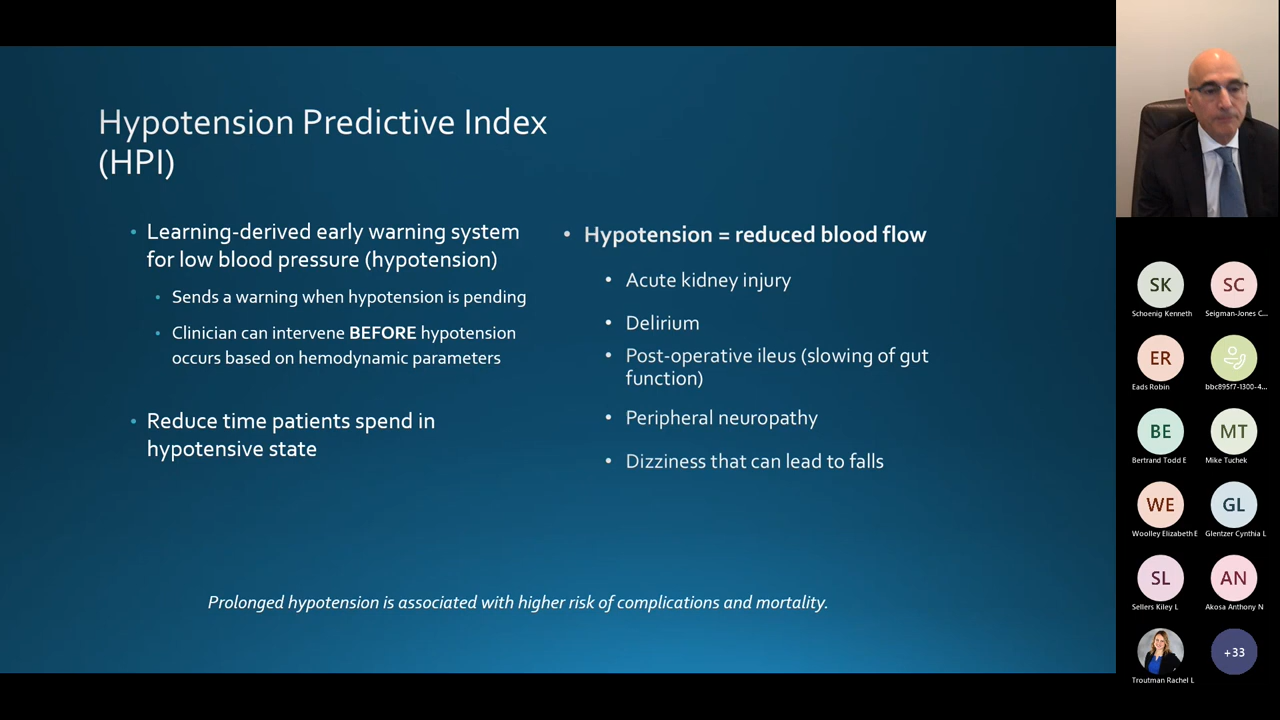 Hypotension Predictive Index
(HPI)
Learning-derived early warning system
for low blood pressure (hypotension)
Sends a warning when hypotension is pending
Clinician can intervene BEFORE hypotension
occurs based on hemodynamic parameters
Reduce time patients spend in
hypotensive state
Hypotension = reduced blood flow
Acute kidney injury
Delirium
Post-operative ileus (slowing of gut
function)
Peripheral neuropathy
Dizziness that can lead to falls
Prolonged hypotension is associated with higher risk of complications and mortality.
SK
Schoenig Kenneth
SC
Seigman-Jones C...
ER
Eads Robin
bbc895f7-1300-4...
BE
Bertrand Todd E
MT
Mike Tuchek
WE
Woolley Elizabeth E
GL
Glentzer Cynthia L
SL
Sellers Kiley L
AN
Akosa Anthony N
Troutman Rachel L
+33